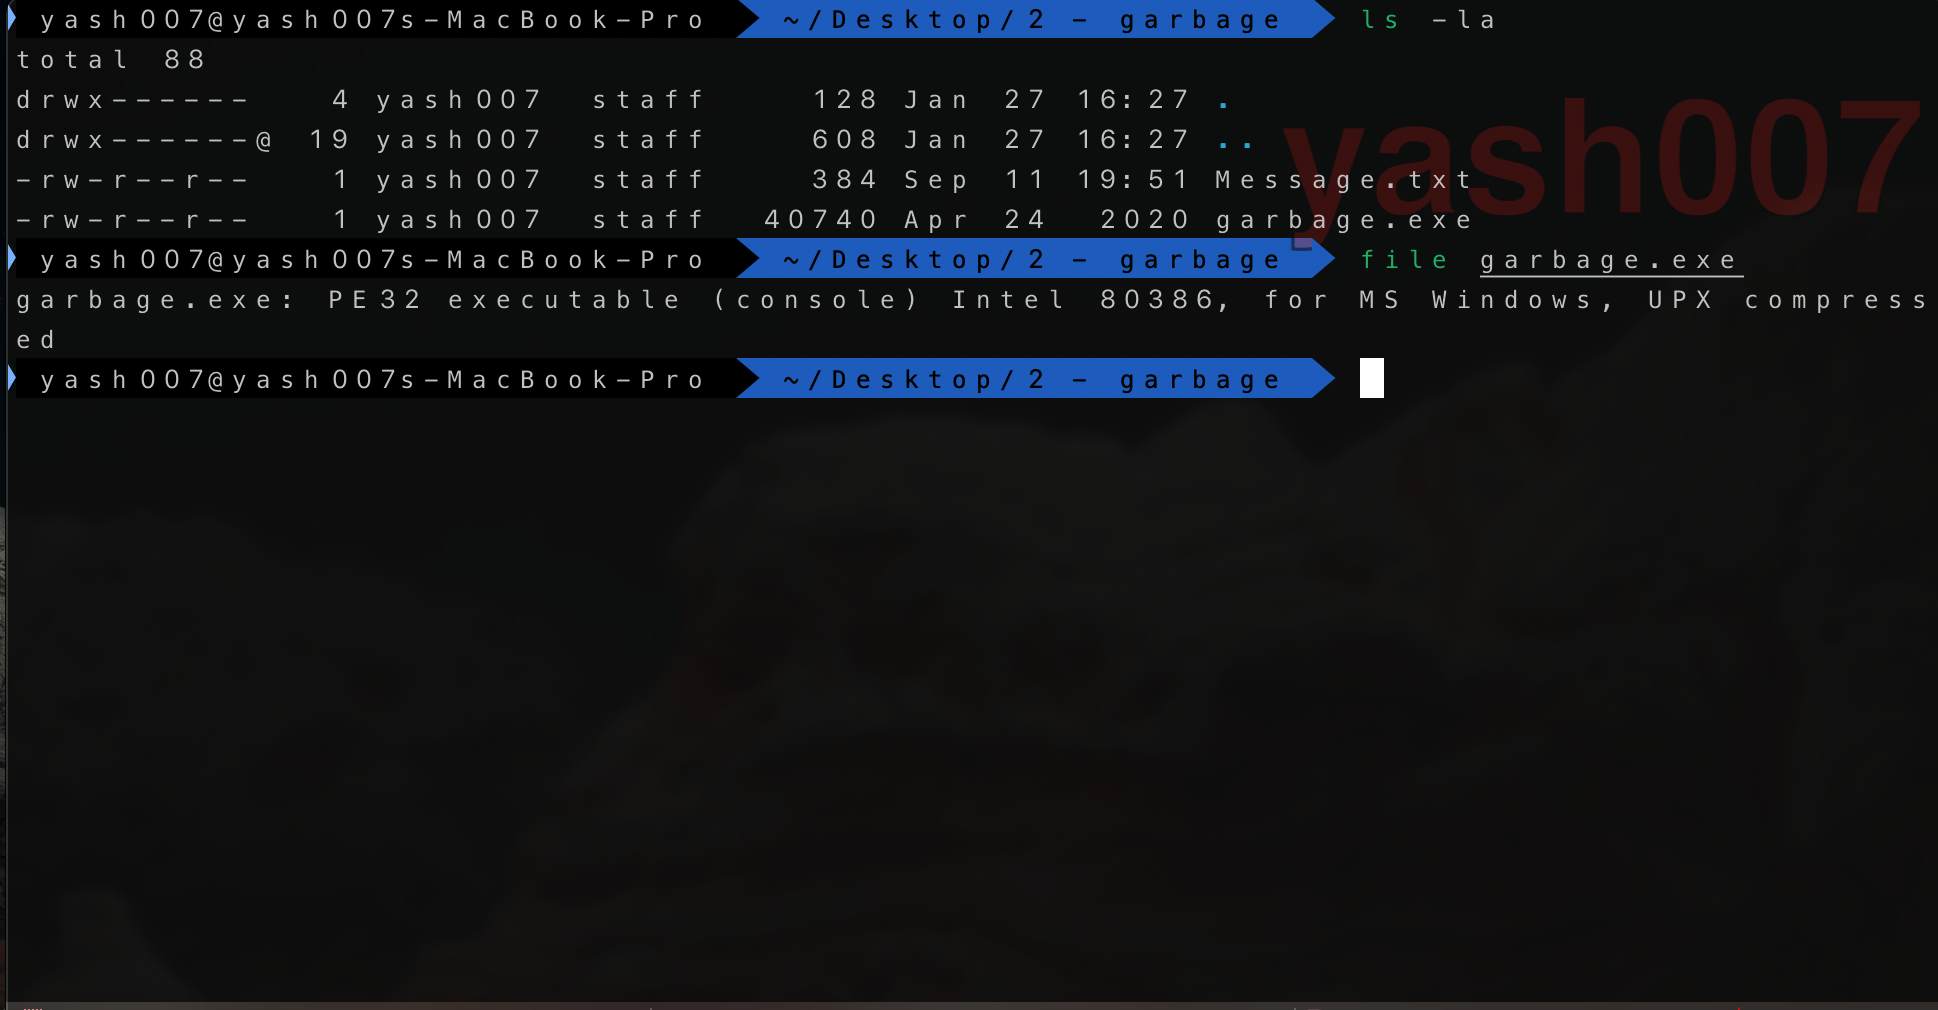 yash007@yash007s-MacBook-Pro ~/Desktop/2 - garbage ls -la
total 88
drwx------ 4 yash007 staff 128 Jan 27 16:27 .
drwx------@ 19 yash007 staff 608 Jan 27 16:27 ..
-rw-r--r-- 1 yash007 staff 384 Sep 11 19:51 Message.txt
-rw-r--r-- 1 yash007 staff 40740 Apr 24 2020 garbage.exe
yash007
yash007@yash007s-MacBook-Pro ~/Desktop/2 - garbage file garbage.exe
garbage.exe: PE32 executable (console) Intel 80386, for MS Windows, UPX compress
ed
yash007@yash007s-MacBook-Pro ~/Desktop/2 - garbage